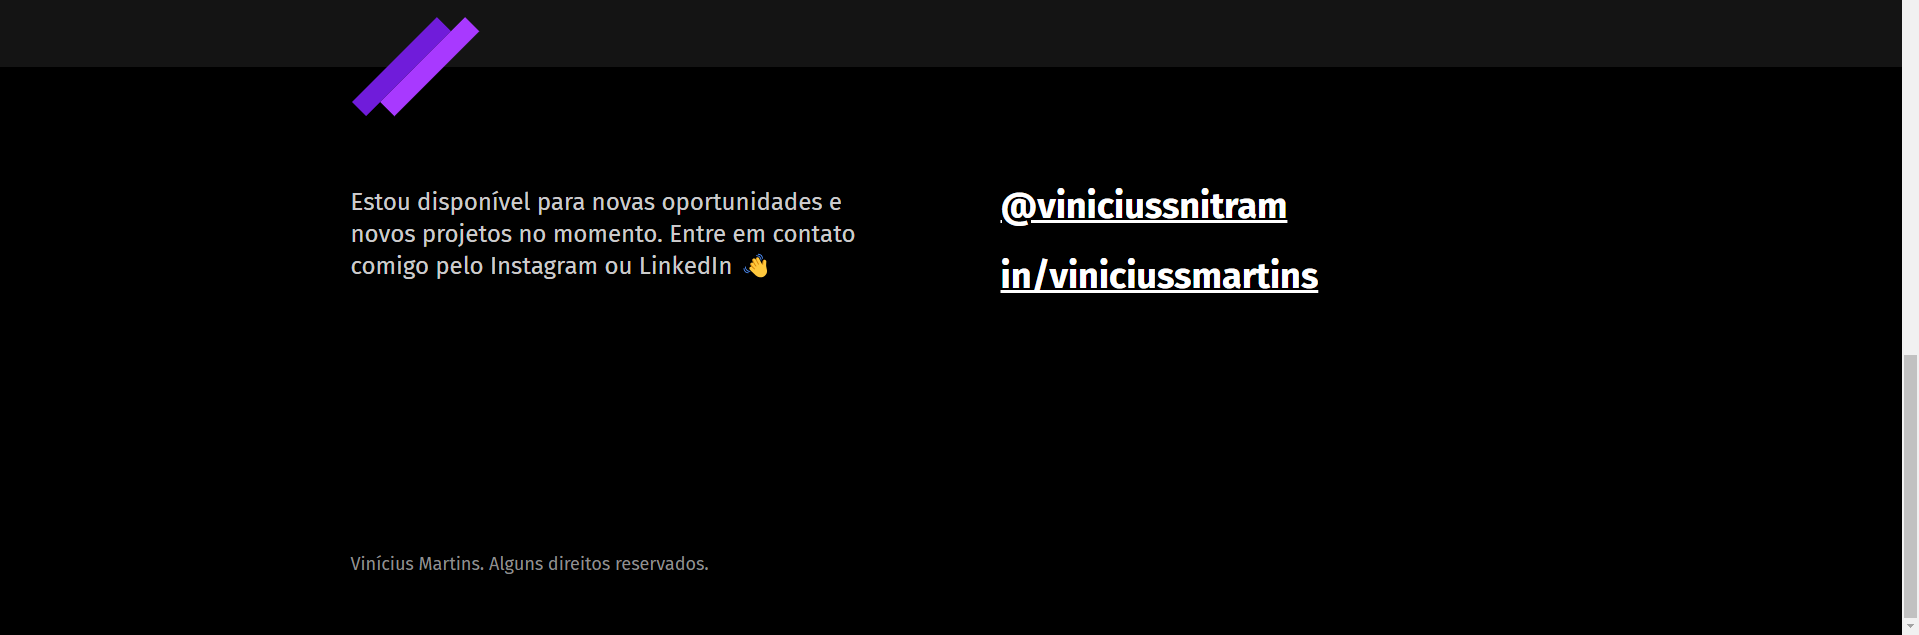 Estou disponível para novas oportunidades e
novos projetos no momento. Entre em contato
comigo pelo Instagram ou LinkedIn 👋
@viniciussnitram
in/viniciussmartins
Vinícius Martins. Alguns direitos reservados.